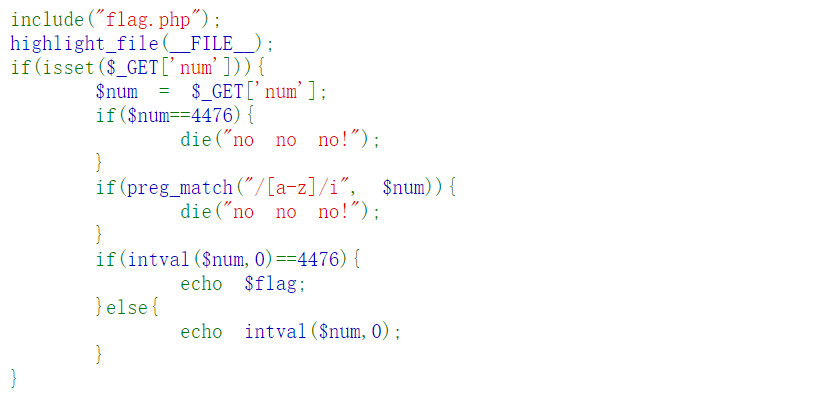 include("flag.php");
highlight_file(__FILE__);
if(isset($_GET['num'])){
$num = $_GET['num'];
if($num==4476){
die("no no no!");
}
if(preg_match("/[a-z]/i", $num)){
die("no no no!");
}
if(intval($num,0)==4476){
echo $flag;
}else{
echo intval($num,0);
}
}